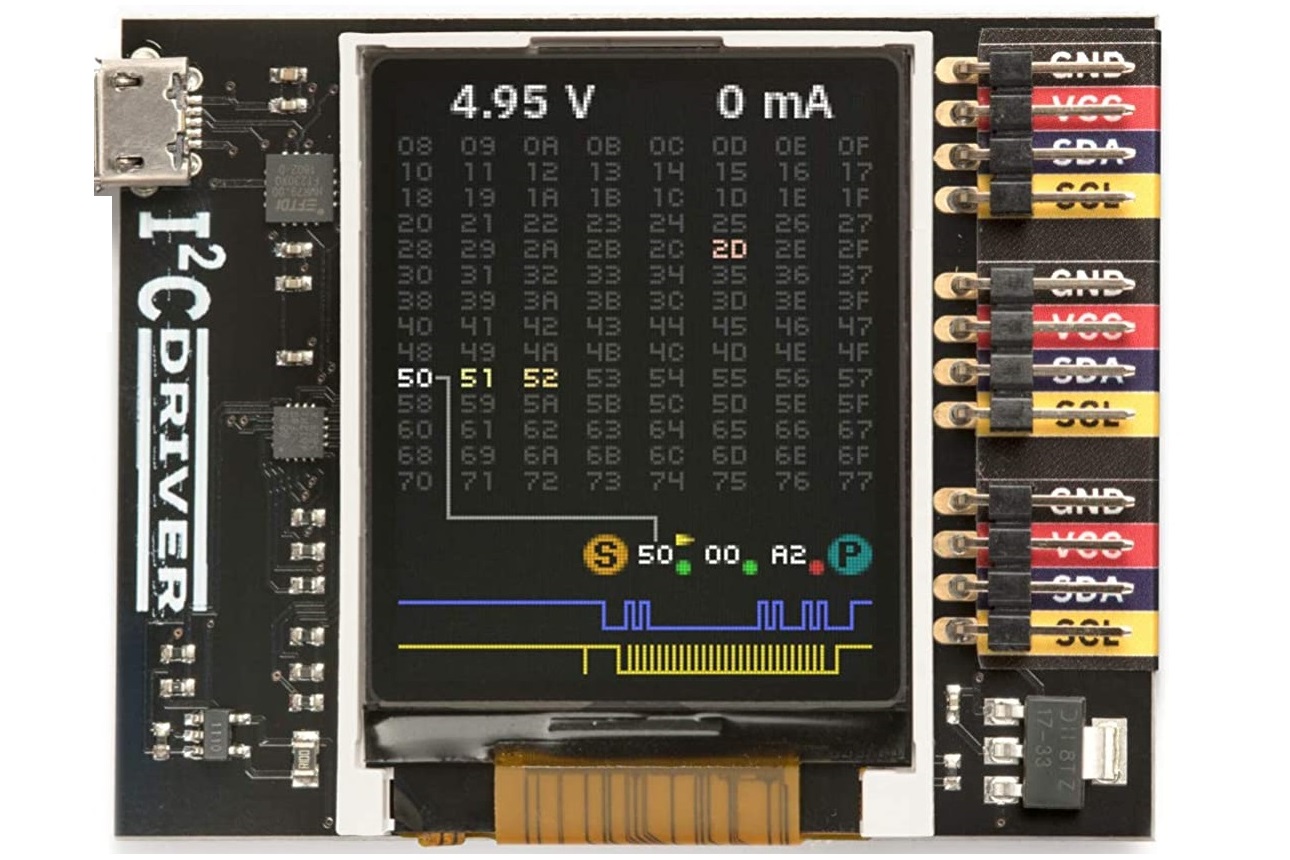 4.95 V 0 mA
08 09 0A 0B 0C 0D 0E 0F
10 11 12 13 14 15 16 17
18 19 1A 1B 1C 1D 1E 1F
20 21 22 23 24 25 26 27
28 29 2A 2B 2C 2D 2E 2F
30 31 32 33 34 35 36 37
38 39 3A 3B 3C 3D 3E 3F
40 41 42 43 44 45 46 47
48 49 4A 4B 4C 4D 4E 4F
50 51 52 53 54 55 56 57
58 59 5A 5B 5C 5D 5E 5F
60 61 62 63 64 65 66 67
68 69 6A 6B 6C 6D 6E 6F
70 71 72 73 74 75 76 77
S 50 00 A2 P
I²CDRIVER
FTDI
GND
VCC
SDA
SCL
GND
VCC
SDA
SCL
GND
VCC
SDA
SCL
17-33